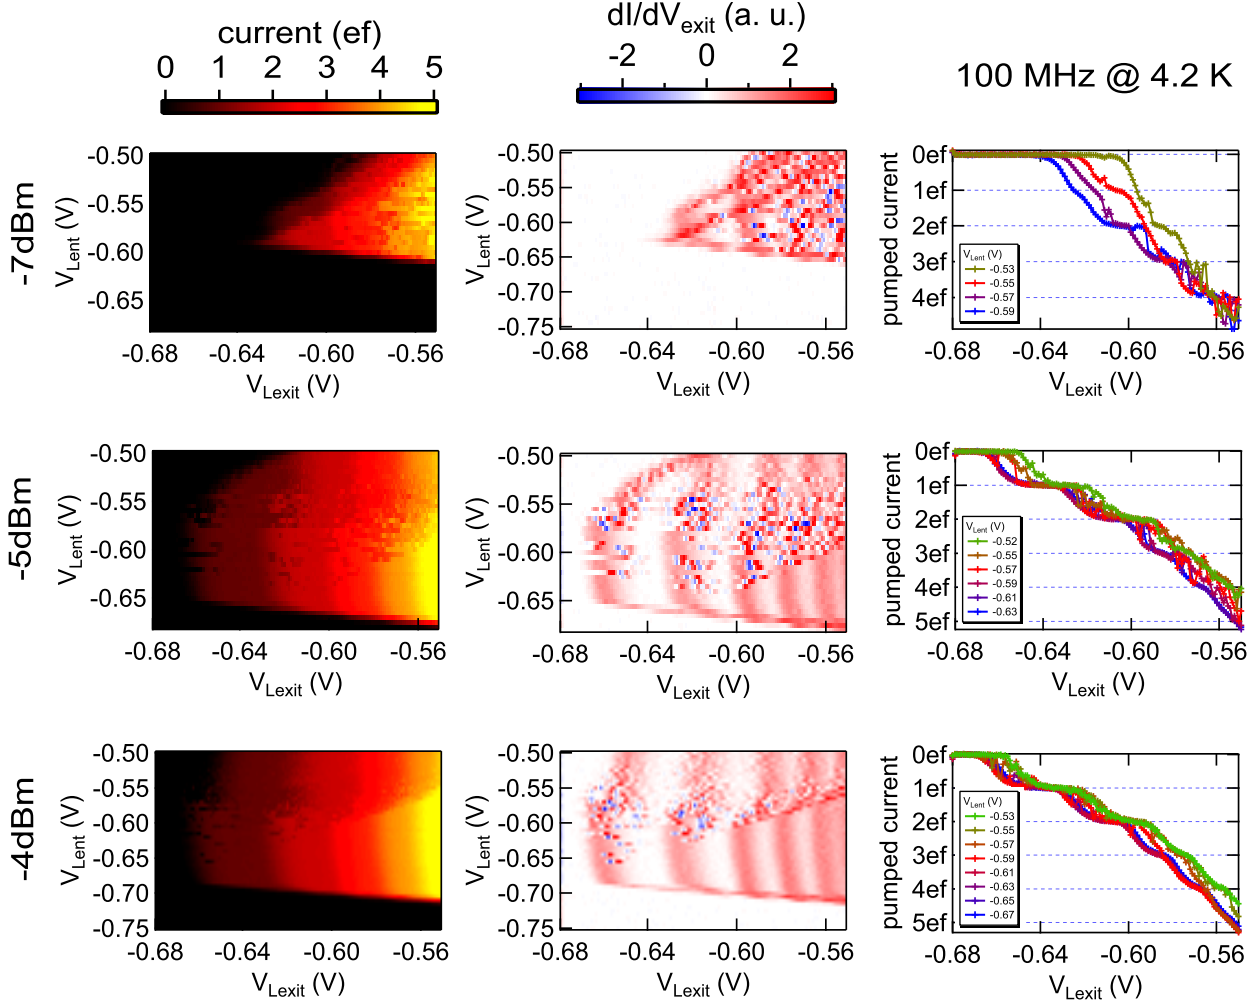 current (ef)
0 1 2 3 4 5
dI/dVexit (a. u.)
-2 0 2
100 MHz @ 4.2 K
-7dBm
VLent (V)
-0.50
-0.55
-0.60
-0.65
-0.68 -0.64 -0.60 -0.56
VLexit (V)
VLent (V)
-0.50
-0.55
-0.60
-0.65
-0.70
-0.75
-0.68 -0.64 -0.60 -0.56
VLexit (V)
pumped current
0ef
1ef
2ef
3ef
4ef
VLent (V)
-0.53
-0.55
-0.57
-0.59
-0.68 -0.64 -0.60 -0.56
VLexit (V)
-5dBm
VLent (V)
-0.50
-0.55
-0.60
-0.65
-0.68 -0.64 -0.60 -0.56
VLexit (V)
VLent (V)
-0.50
-0.55
-0.60
-0.65
-0.68 -0.64 -0.60 -0.56
VLexit (V)
pumped current
0ef
1ef
2ef
3ef
4ef
5ef
VLent (V)
-0.52
-0.55
-0.57
-0.59
-0.61
-0.63
-0.68 -0.64 -0.60 -0.56
VLexit (V)
-4dBm
VLent (V)
-0.50
-0.55
-0.60
-0.65
-0.70
-0.75
-0.68 -0.64 -0.60 -0.56
VLexit (V)
VLent (V)
-0.50
-0.55
-0.60
-0.65
-0.70
-0.75
-0.68 -0.64 -0.60 -0.56
VLexit (V)
pumped current
0ef
1ef
2ef
3ef
4ef
5ef
VLent (V)
-0.53
-0.55
-0.57
-0.59
-0.61
-0.63
-0.65
-0.67
-0.68 -0.64 -0.60 -0.56
VLexit (V)